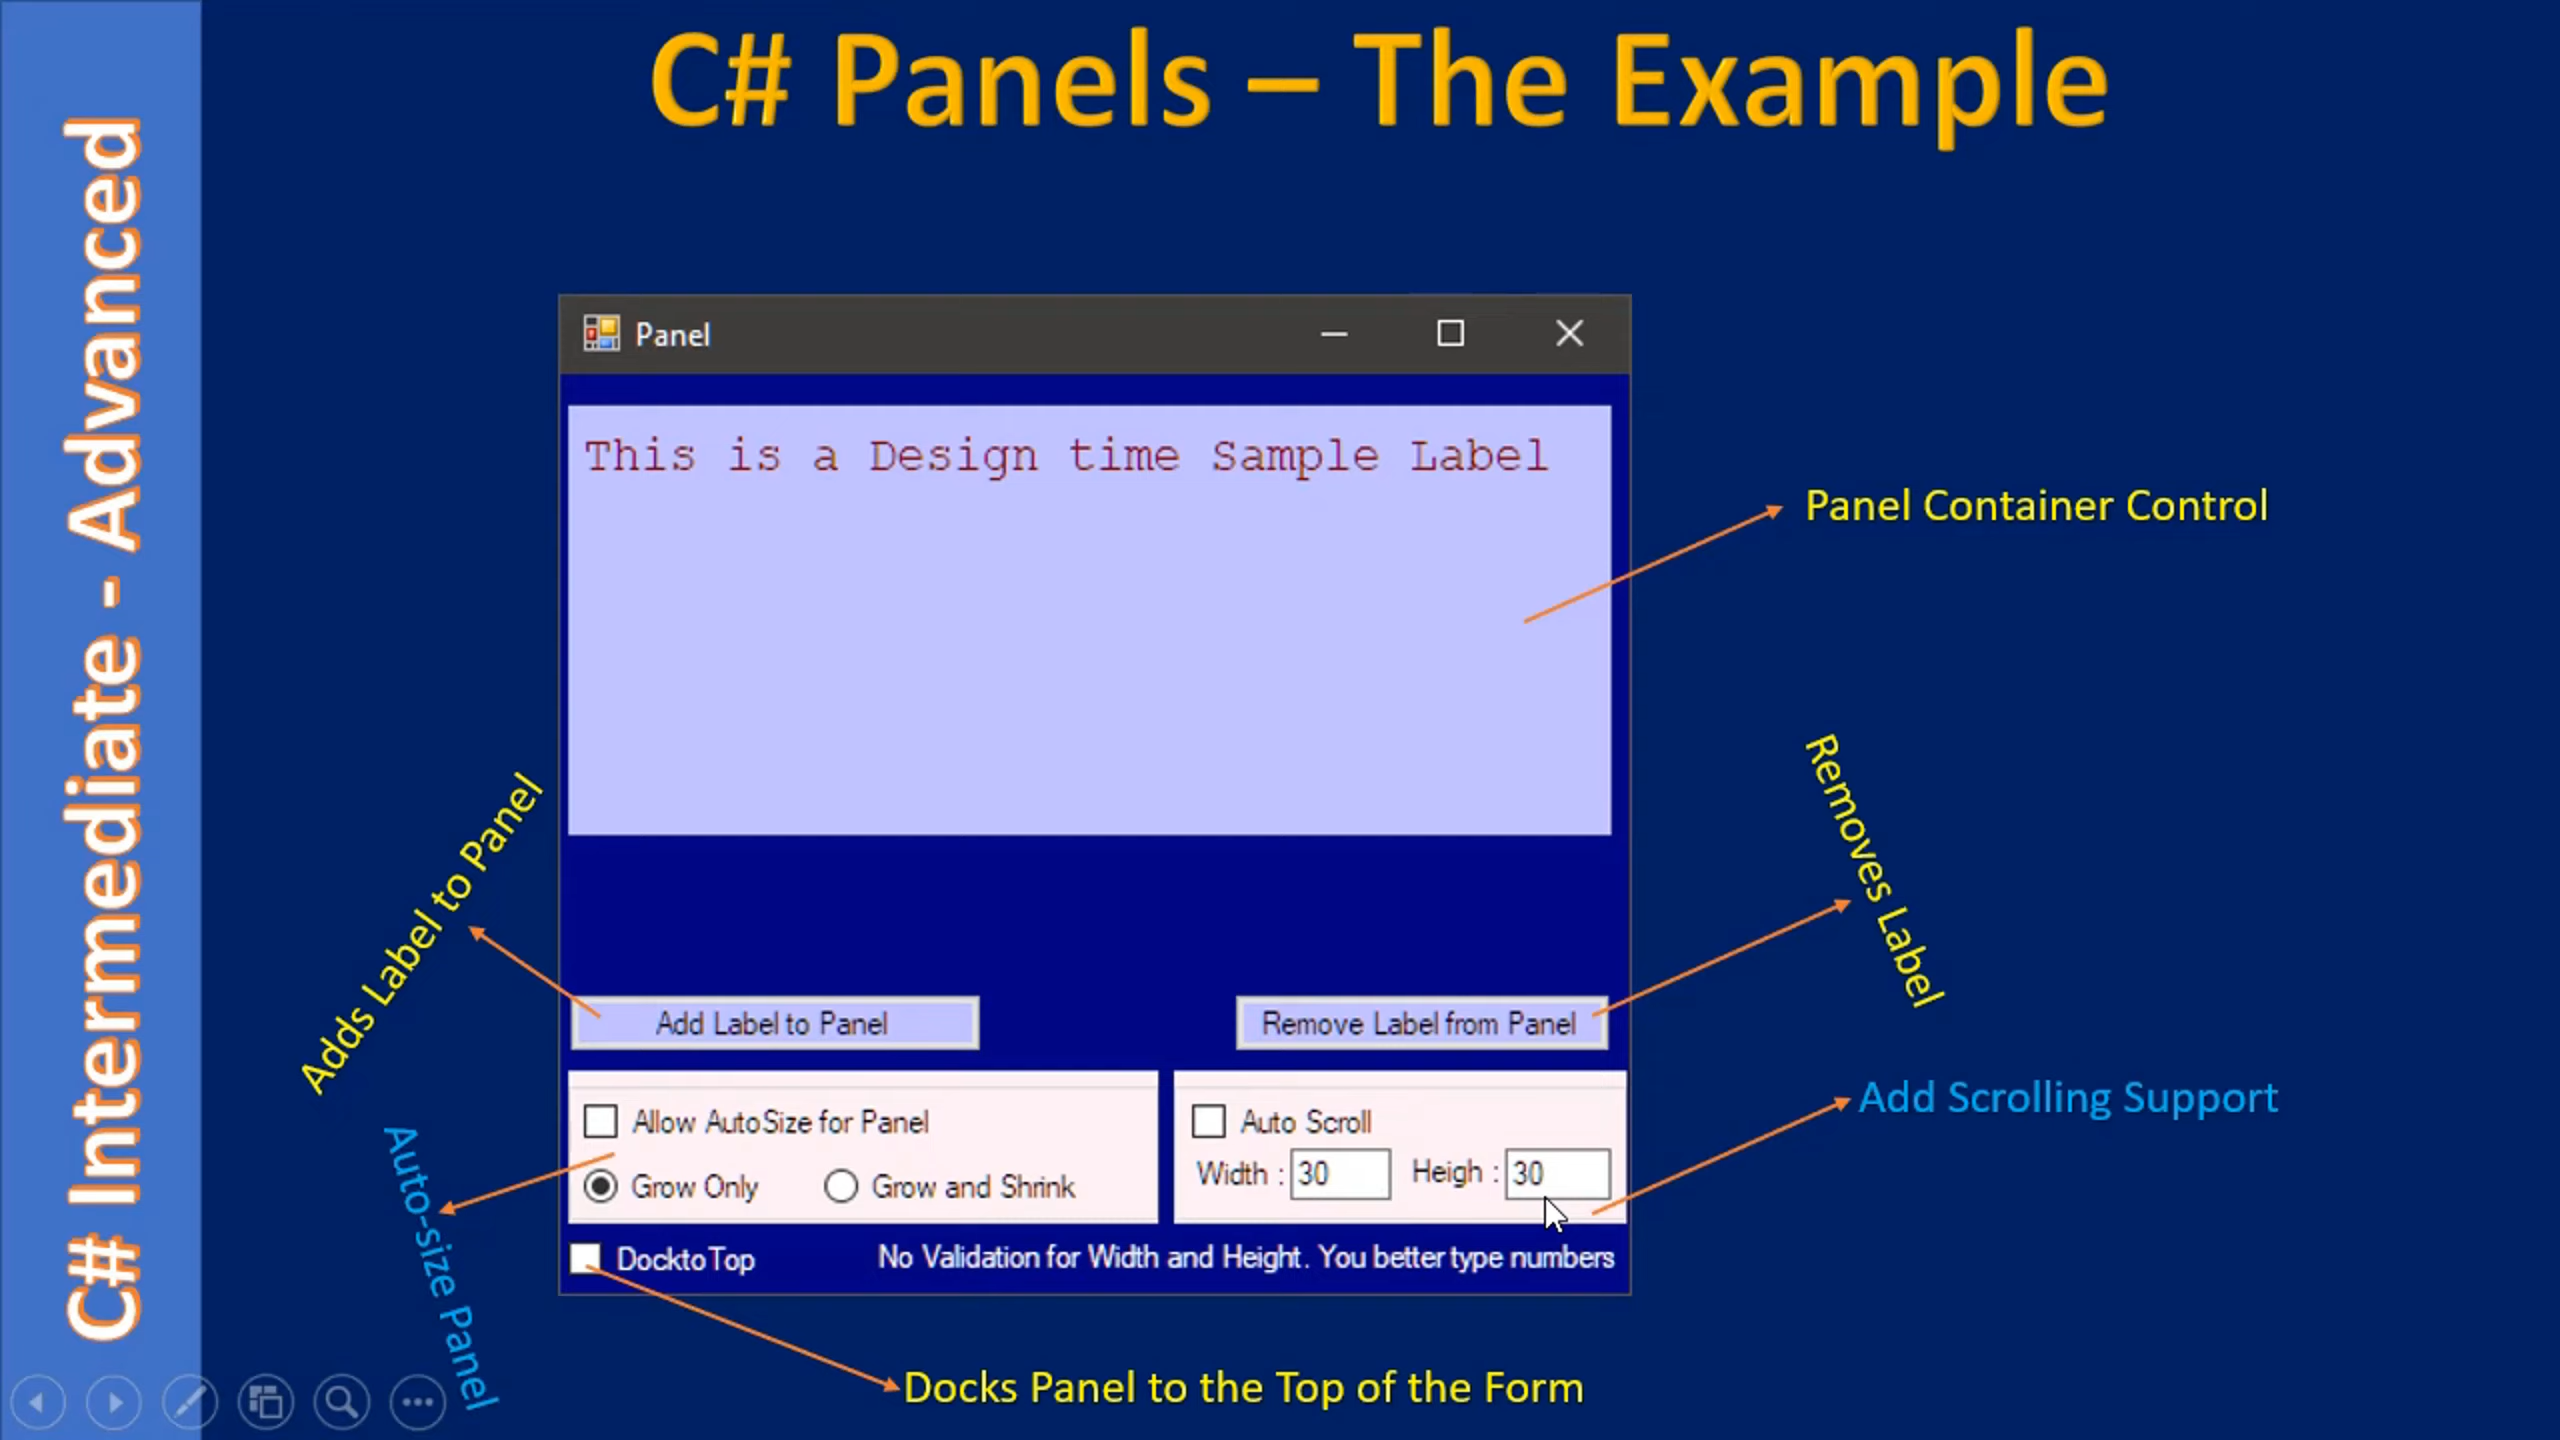 C# Panels – The Example
C# Intermediate - Advanced
Panel
This is a Design time Sample Label
Panel Container Control
Adds Label to Panel
Removes Label
Add Label to Panel
Remove Label from Panel
Add Scrolling Support
Auto-size Panel
Allow AutoSize for Panel
Grow Only
Grow and Shrink
Auto Scroll
Width : 30
Heigh : 30
DocktoTop
No Validation for Width and Height. You better type numbers
Docks Panel to the Top of the Form